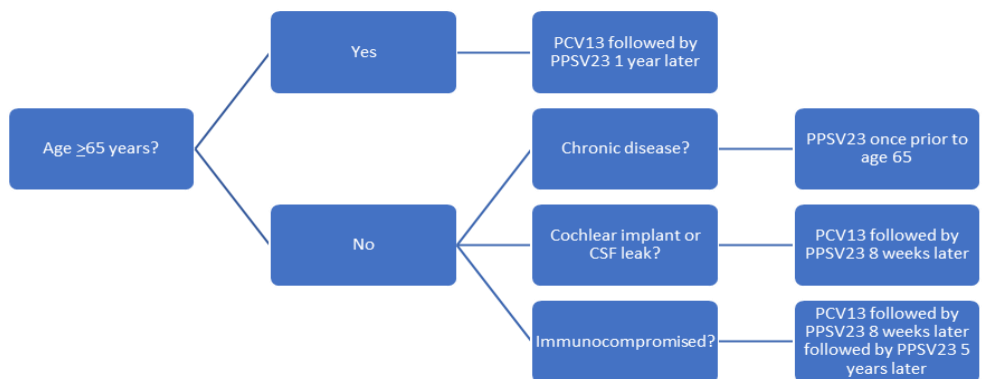 Yes
PCV13 followed by
PPSV23 1 year later
Age ≥65 years?
Chronic disease?
PPSV23 once prior to
age 65
No
Cochlear implant or
CSF leak?
PCV13 followed by
PPSV23 8 weeks later
Immunocompromised?
PCV13 followed by
PPSV23 8 weeks later
followed by PPSV23 5
years later